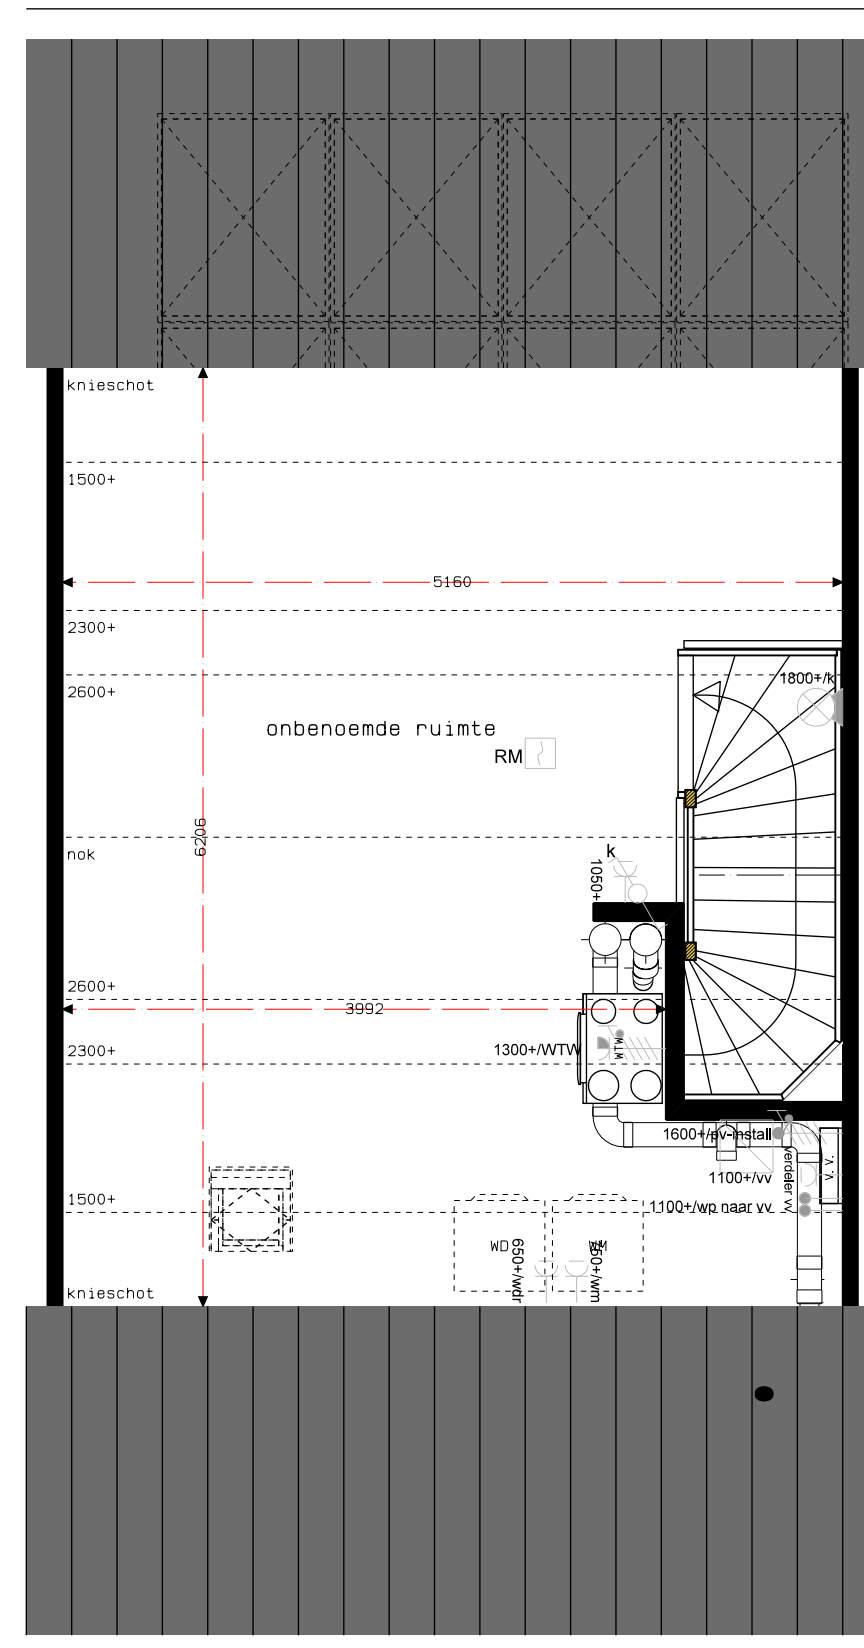 knieschot
1500+
5160
2300+
2600+
1800+/k
onbenoemde ruimte
RM
6206
nok
k
1050+
2600+
3992
2300+
1300+/WTW
WTW
1600+/pv-install
verdeler vv
v.v.
1100+/vv
1500+
1100+/wp naar vv
WD
650+/wdr
WM
650+/wm
knieschot